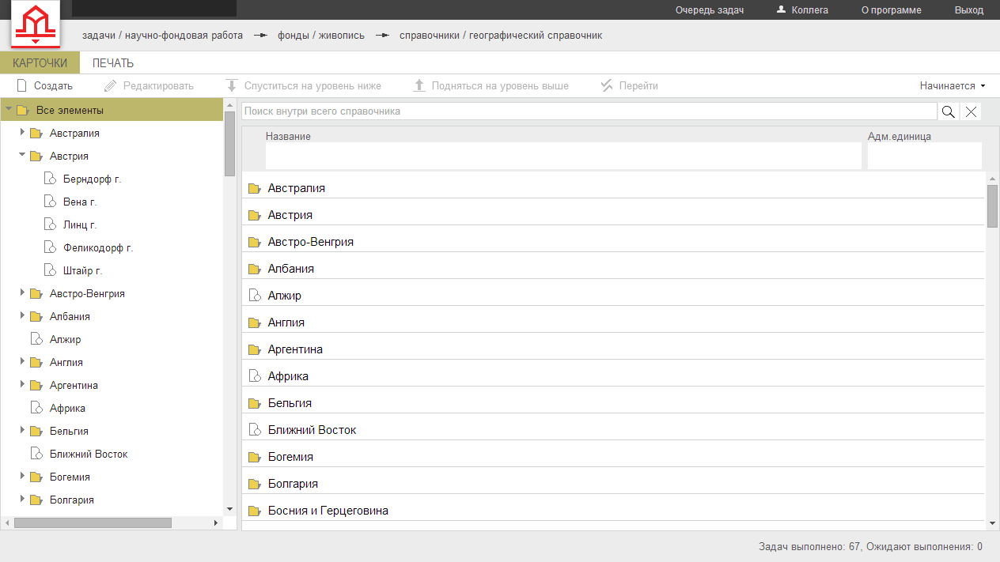 Очередь задач Коллега О программе Выход
задачи / научно-фондовая работа фонды / живопись справочники / географический справочник
КАРТОЧКИ ПЕЧАТЬ
Создать Редактировать Спуститься на уровень ниже Подняться на уровень выше Перейти Начинается
Все элементы
Австралия
Австрия
Берндорф г.
Вена г.
Линц г.
Феликодорф г.
Штайр г.
Австро-Венгрия
Албания
Алжир
Англия
Аргентина
Африка
Бельгия
Ближний Восток
Богемия
Болгария
Поиск внутри всего справочника
Название Адм.единица
Австралия
Австрия
Австро-Венгрия
Албания
Алжир
Англия
Аргентина
Африка
Бельгия
Ближний Восток
Богемия
Болгария
Босния и Герцеговина
Задач выполнено: 67, Ожидают выполнения: 0